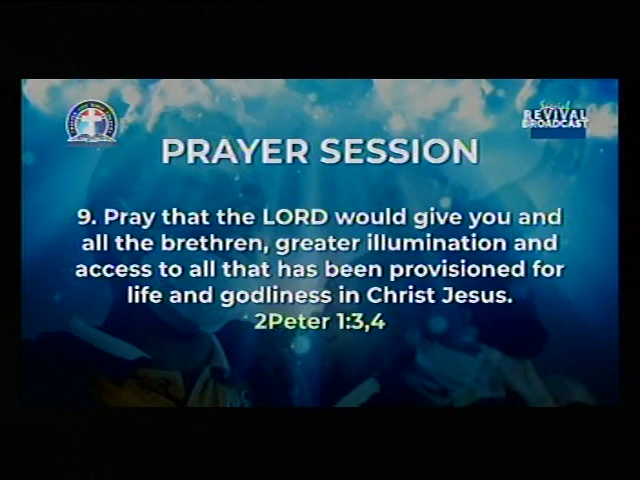 Special
REVIVAL
BROADCAST
PRAYER SESSION
9. Pray that the LORD would give you and
all the brethren, greater illumination and
access to all that has been provisioned for
life and godliness in Christ Jesus.
2Peter 1:3,4